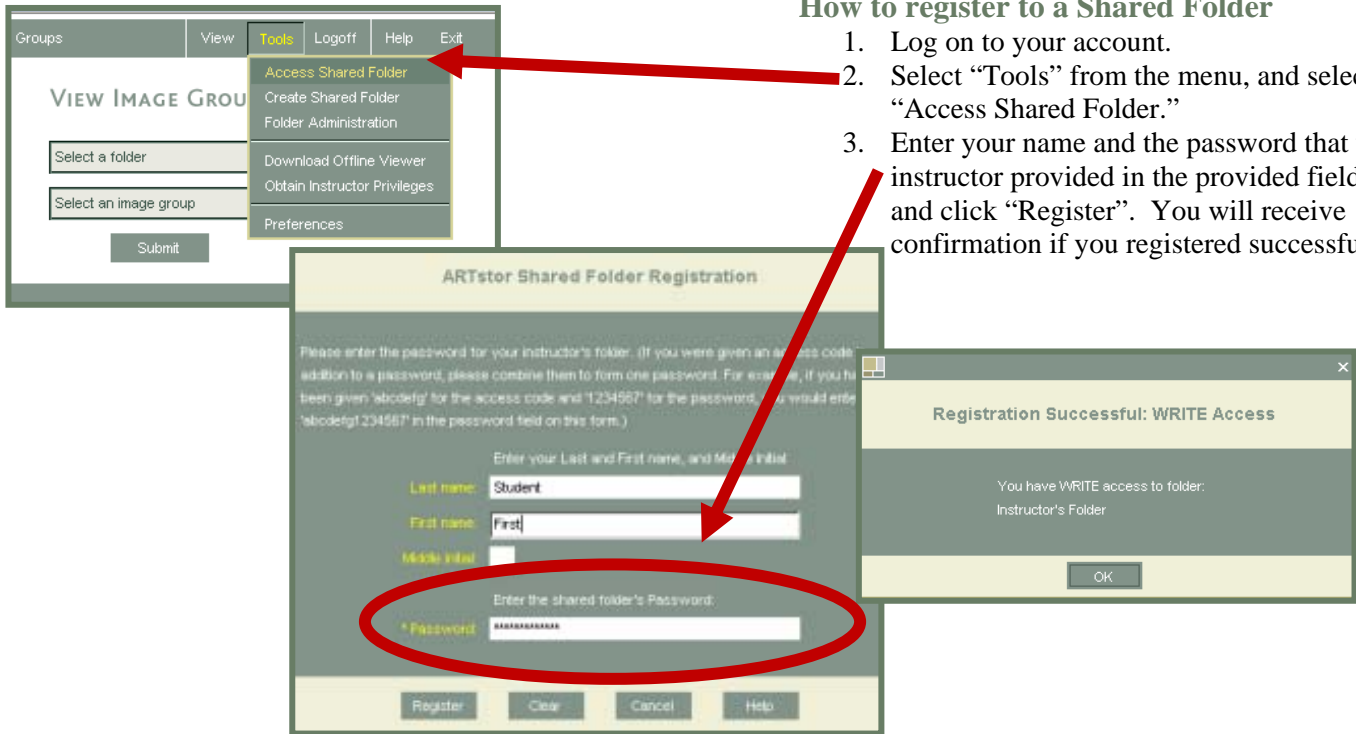 How to register to a Shared Folder
1. Log on to your account.
2. Select “Tools” from the menu, and
“Access Shared Folder.”
3. Enter your name and the password that
instructor provided in the provided
and click “Register”. You will receive
confirmation if you registered
Groups View Tools Logoff Help Exit
VIEW IMAGE
Access Shared Folder
Create Shared Folder
Folder Administration
Download Offline Viewer
Obtain Instructor Privileges
Preferences
Select a folder
Select an image group
Submit
ARTstor Shared Folder Registration
Please enter the password for your instructor's folder. (If you were given an access code
addition to a password, please combine them to form one password. For example, if you
been given 'abcdefg' for the access code and '1234567' for the password, you would
'abcdefg1234567' in the password field on this form.)
Enter your Last and First name, and Middle Initial
Last name: Student
First name: First
Middle Initial:
Enter the shared folder's Password:
* Password: *************
Register Clear Cancel Help
Registration Successful: WRITE Access
You have WRITE access to folder:
Instructor's Folder
OK